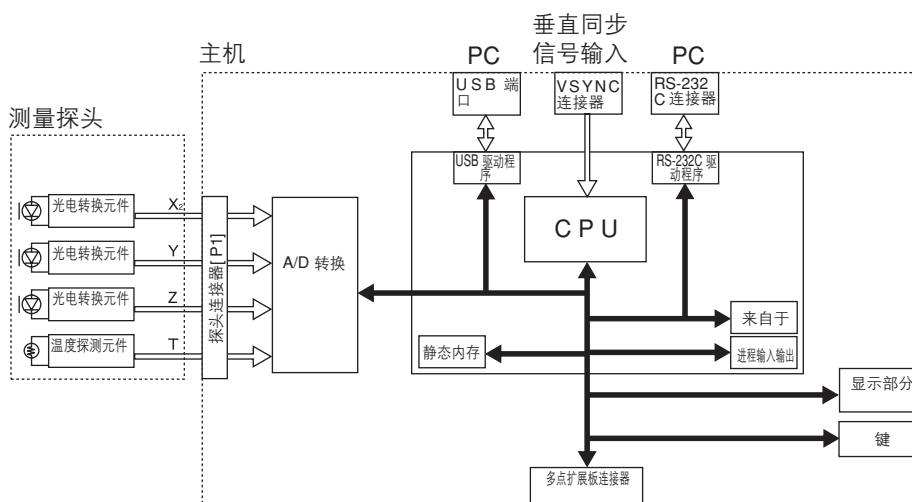 主机
PC
垂直同步
信号输入
PC
USB 端
口
VSYNC
连接器
RS-232
C 连接器
测量探头
USB 驱动程
序
RS-232C 驱
动程序
CPU
光电转换元件
X₂
光电转换元件
Y
光电转换元件
Z
温度探测元件
T
探头连接器[P1]
A/D 转换
来自于
静态内存
进程输入输出
显示部分
键
多点扩展板连接器